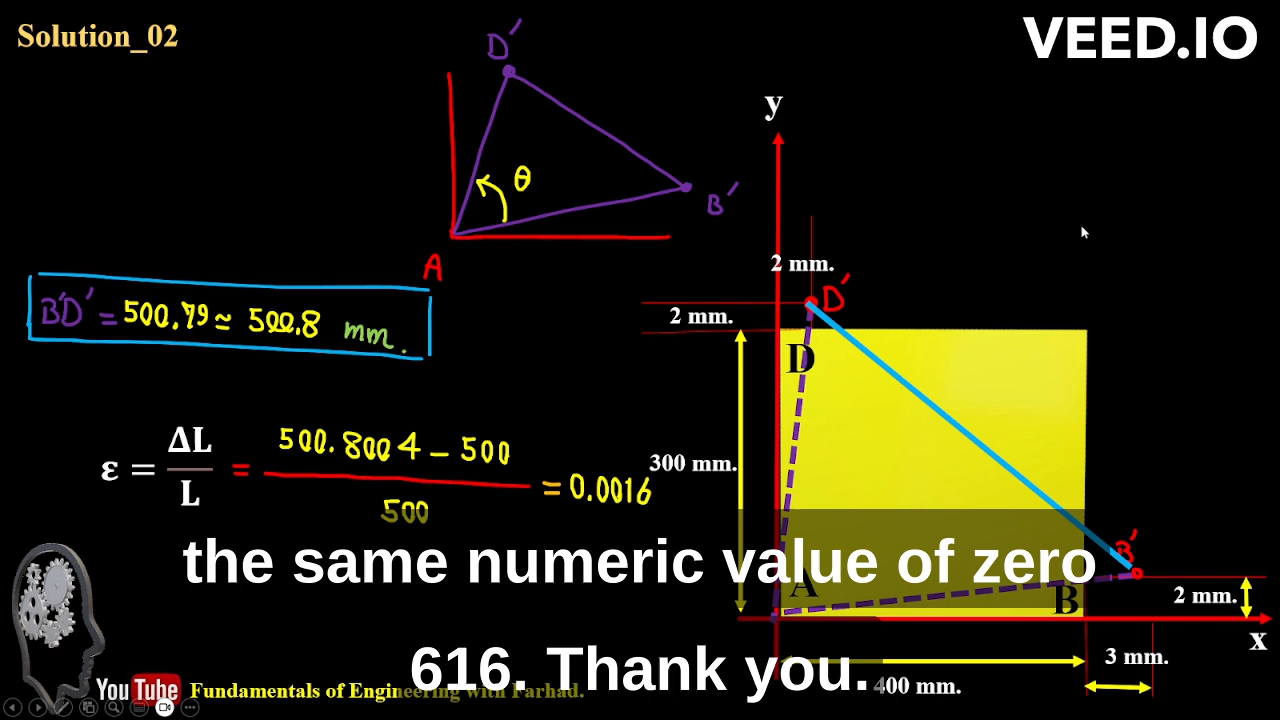 Solution_02
VEED.IO
D′
θ
B′
A
y
2 mm.
D′
2 mm.
B′D′ = 500.79 ≃ 500.8 mm.
D
300 mm.
ε = ΔL / L = 500.8004 – 500 / 500 = 0.0016
B′
A
B
2 mm.
x
3 mm.
400 mm.
the same numeric value of zero
616. Thank you.
YouTube Fundamentals of Engineering with Farhad.